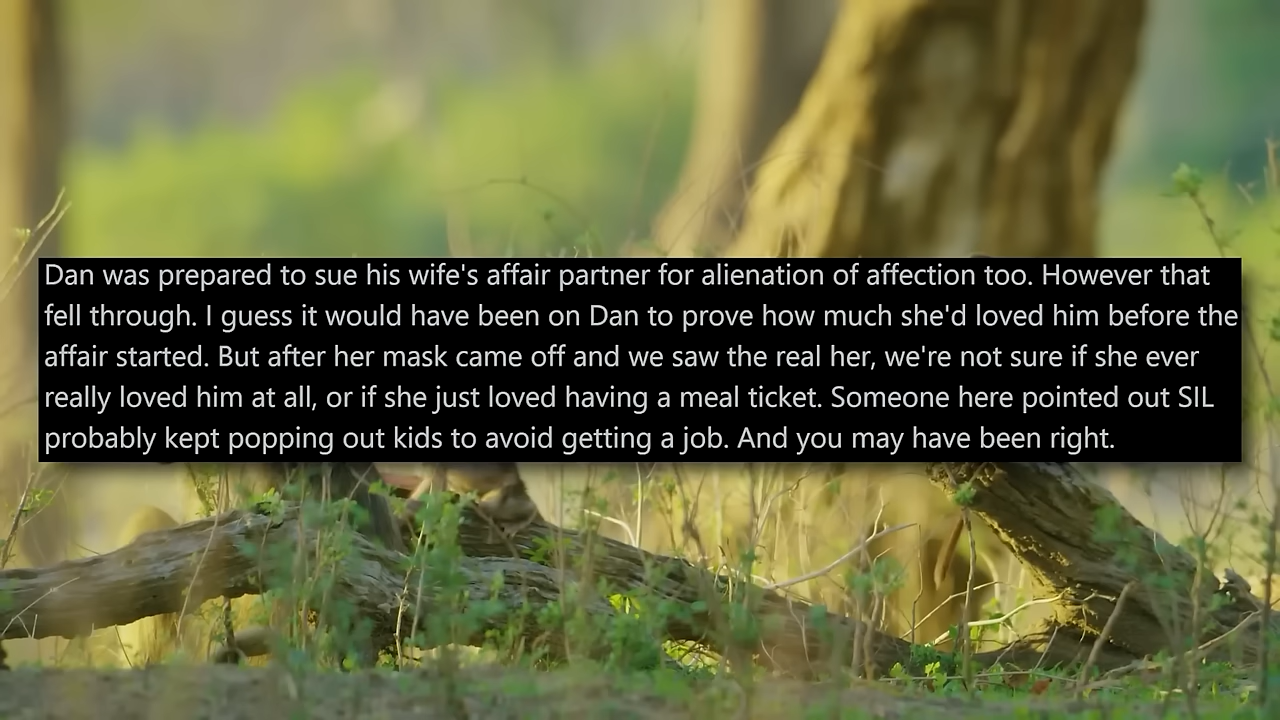 Dan was prepared to sue his wife's affair partner for alienation of affection too. However that
fell through. I guess it would have been on Dan to prove how much she'd loved him before the
affair started. But after her mask came off and we saw the real her, we're not sure if she ever
really loved him at all, or if she just loved having a meal ticket. Someone here pointed out SIL
probably kept popping out kids to avoid getting a job. And you may have been right.